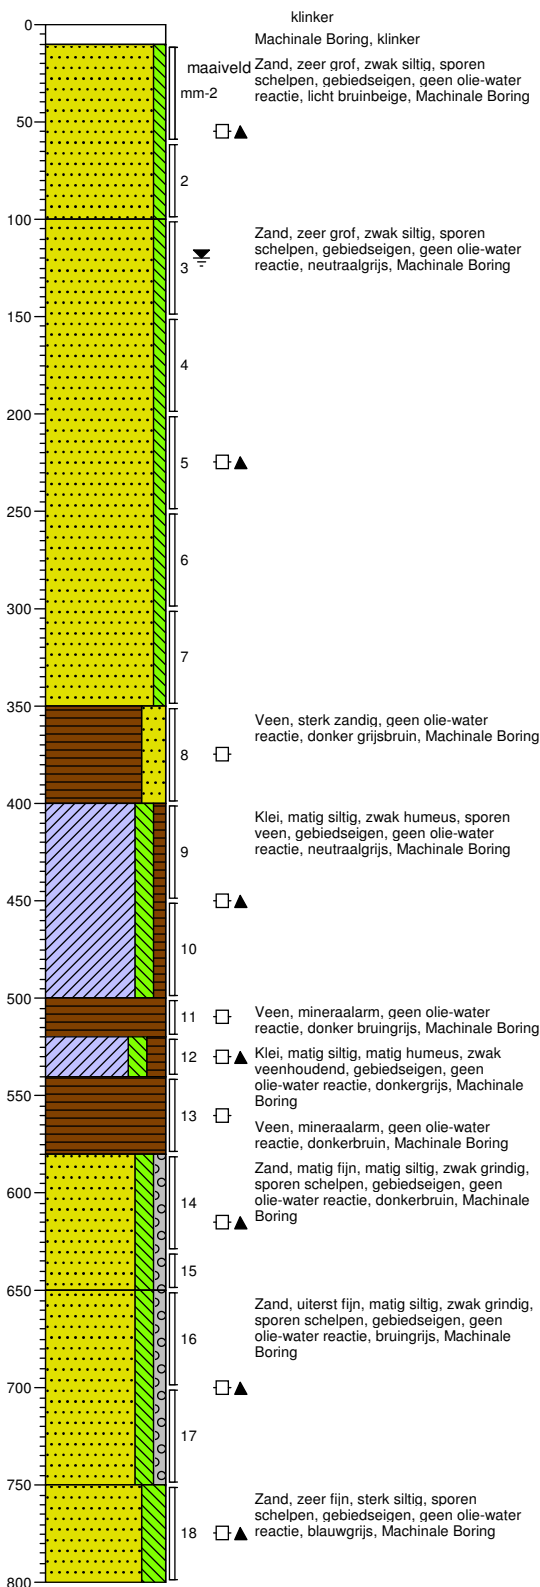 klinker
0
Machinale Boring, klinker
maaiveld
Zand, zeer grof, zwak siltig, sporen
schelpen, gebiedseigen, geen olie-water
reactie, licht bruinbeige, Machinale Boring
mm-2
50
2
100
Zand, zeer grof, zwak siltig, sporen
schelpen, gebiedseigen, geen olie-water
reactie, neutraalgrijs, Machinale Boring
3
150
4
200
5
250
6
300
7
350
Veen, sterk zandig, geen olie-water
reactie, donker grijsbruin, Machinale Boring
8
400
Klei, matig siltig, zwak humeus, sporen
veen, gebiedseigen, geen olie-water
reactie, neutraalgrijs, Machinale Boring
9
450
10
500
11
Veen, mineraalarm, geen olie-water
reactie, donker bruingrijs, Machinale Boring
12
Klei, matig siltig, matig humeus, zwak
veenhoudend, gebiedseigen, geen
olie-water reactie, donkergrijs, Machinale
Boring
550
13
Veen, mineraalarm, geen olie-water
reactie, donkerbruin, Machinale Boring
Zand, matig fijn, matig siltig, zwak grindig,
sporen schelpen, gebiedseigen, geen
olie-water reactie, donkerbruin, Machinale
Boring
600
14
15
650
Zand, uiterst fijn, matig siltig, zwak grindig,
sporen schelpen, gebiedseigen, geen
olie-water reactie, bruingrijs, Machinale
Boring
16
700
17
750
Zand, zeer fijn, sterk siltig, sporen
schelpen, gebiedseigen, geen olie-water
reactie, blauwgrijs, Machinale Boring
18
800